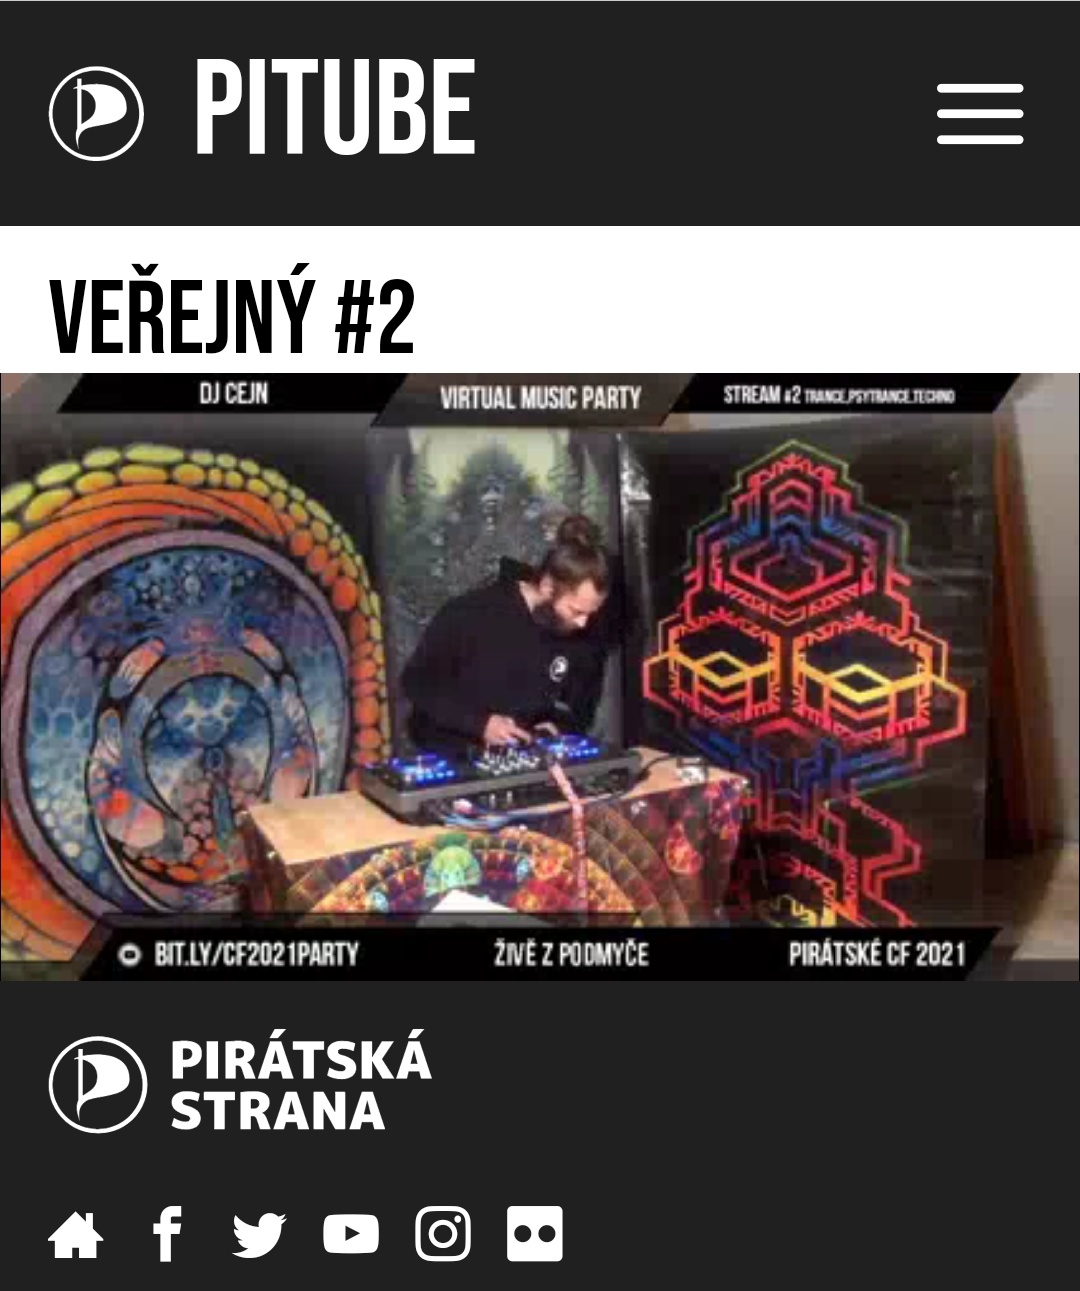 PITUBE
VEŘEJNÝ #2
DJ CEJN
VIRTUAL MUSIC PARTY
STREAM #2 TRANCE,PSYTRANCE,TECHNO
BIT.LY/CF2021PARTY
ŽIVĚ Z PODMYČE
PIRÁTSKÉ CF 2021
PIRÁTSKÁ
STRANA